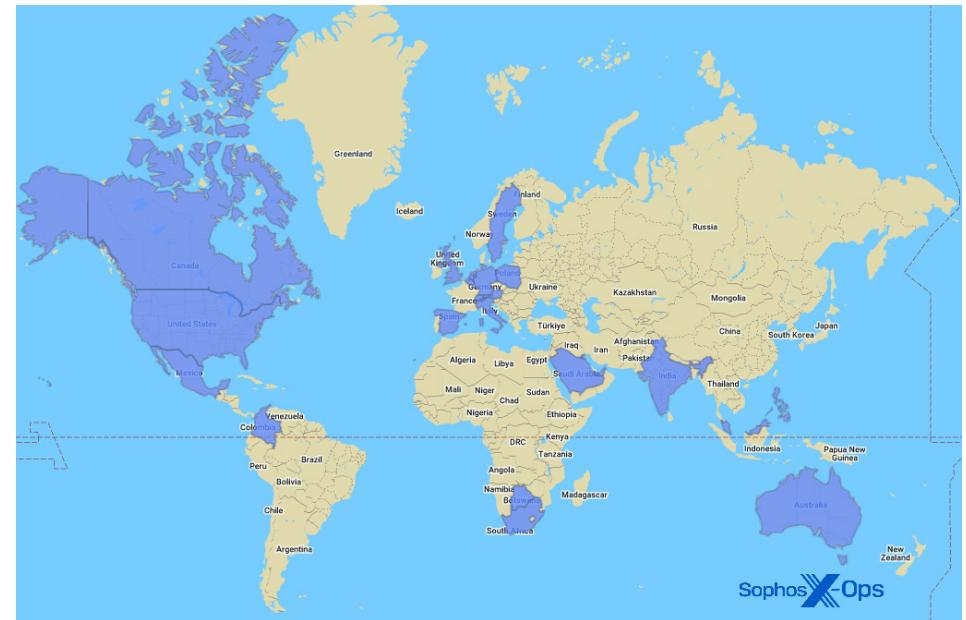 Greenland
Iceland
Finland
Sweden
Norway
Russia
United
Kingdom
Poland
Germany
Ukraine
France
Italy
Spain
Kazakhstan
Mongolia
Canada
United States
Mexico
Türkiye
China
South Korea
Japan
Iraq
Iran
Afghanistan
Pakistan
Algeria
Libya
Egypt
Saudi Arabia
India
Thailand
Mali
Niger
Chad
Sudan
Nigeria
Ethiopia
Venezuela
Colombia
DRC
Kenya
Tanzania
Indonesia
Papua New
Guinea
Peru
Brazil
Bolivia
Angola
Namibia
Botswana
Madagascar
Australia
Chile
South Africa
Argentina
New
Zealand
Sophos X-Ops